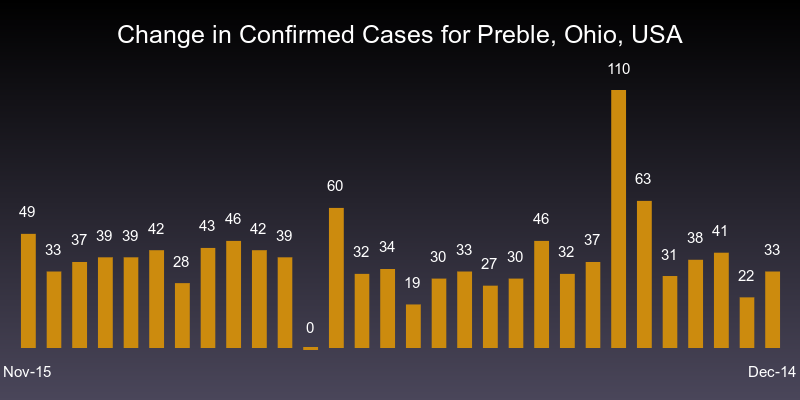 Change in Confirmed Cases for Preble, Ohio, USA
49 33 37 39 39 42 28 43 46 42 39 0 60 32 34 19 30 33 27 30 46 32 37 110 63 31 38 41 22 33
Nov-15 Dec-14